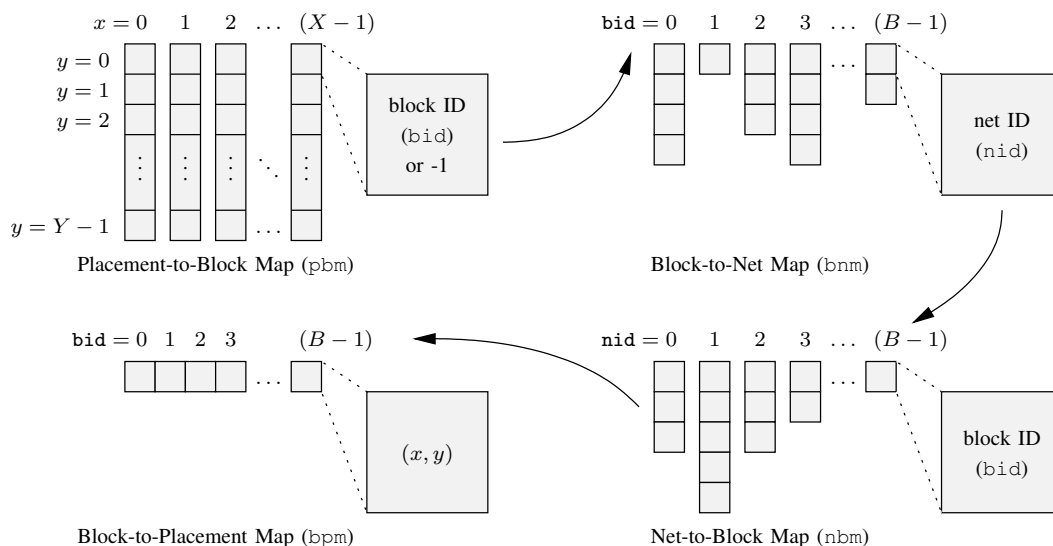 x = 0 1 2 ... (X − 1)
y = 0
y = 1
y = 2
⋮ ⋮ ⋮ ⋱ ⋮
y = Y − 1 ...
block ID
(bid)
or -1
Placement-to-Block Map (pbm)
bid = 0 1 2 3 ... (B − 1)
...
net ID
(nid)
Block-to-Net Map (bnm)
bid = 0 1 2 3 (B − 1)
...
(x, y)
Block-to-Placement Map (bpm)
nid = 0 1 2 3 ... (B − 1)
...
block ID
(bid)
Net-to-Block Map (nbm)